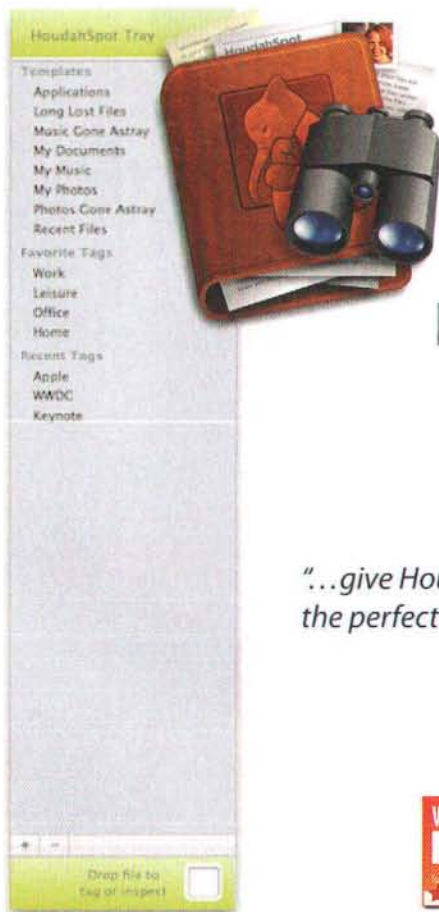 HoudahSpot Tray
Templates
Applications
Long Lost Files
Music Gone Astray
My Documents
My Music
My Photos
Photos Gone Astray
Recent Files
Favorite Tags
Work
Leisure
Office
Home
Recent Tags
Apple
WWDC
Keynote
HoudahSpot
"...give Hou
the perfect
+ -
Drop file to
tag or inspect